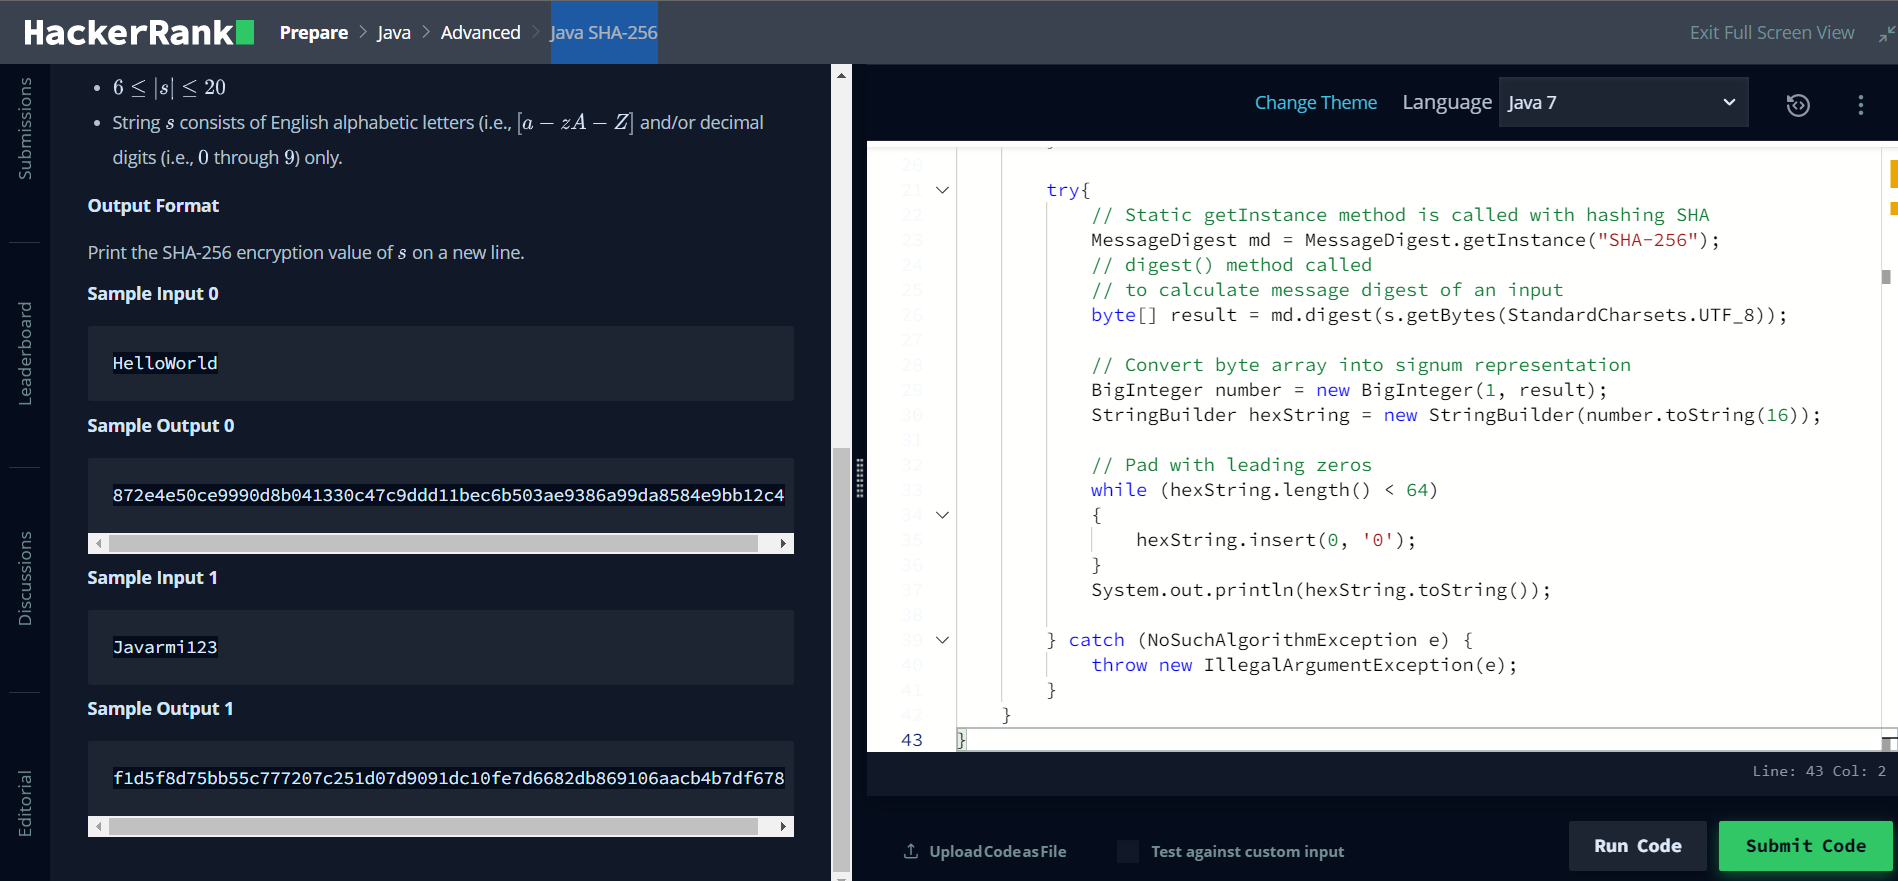 HackerRank
Prepare > Java > Advanced > Java SHA-256
Exit Full Screen View
Submissions
Leaderboard
Discussions
Editorial
• 6 ≤ |s| ≤ 20
• String s consists of English alphabetic letters (i.e., [a − zA − Z] and/or decimal
digits (i.e., 0 through 9) only.
Output Format
Print the SHA-256 encryption value of s on a new line.
Sample Input 0
HelloWorld
Sample Output 0
872e4e50ce9990d8b041330c47c9ddd11bec6b503ae9386a99da8584e9bb12c4
Sample Input 1
Javarmi123
Sample Output 1
f1d5f8d75bb55c777207c251d07d9091dc10fe7d6682db869106aacb4b7df678
Change Theme
Language
Java 7
20
21 try{
22 // Static getInstance method is called with hashing SHA
23 MessageDigest md = MessageDigest.getInstance("SHA-256");
24 // digest() method called
25 // to calculate message digest of an input
26 byte[] result = md.digest(s.getBytes(StandardCharsets.UTF_8));
27
28 // Convert byte array into signum representation
29 BigInteger number = new BigInteger(1, result);
30 StringBuilder hexString = new StringBuilder(number.toString(16));
31
32 // Pad with leading zeros
33 while (hexString.length() < 64)
34 {
35 hexString.insert(0, '0');
36 }
37 System.out.println(hexString.toString());
38
39 } catch (NoSuchAlgorithmException e) {
40 throw new IllegalArgumentException(e);
41 }
42 }
43 }
Line: 43 Col: 2
Upload Code as File
Test against custom input
Run Code
Submit Code